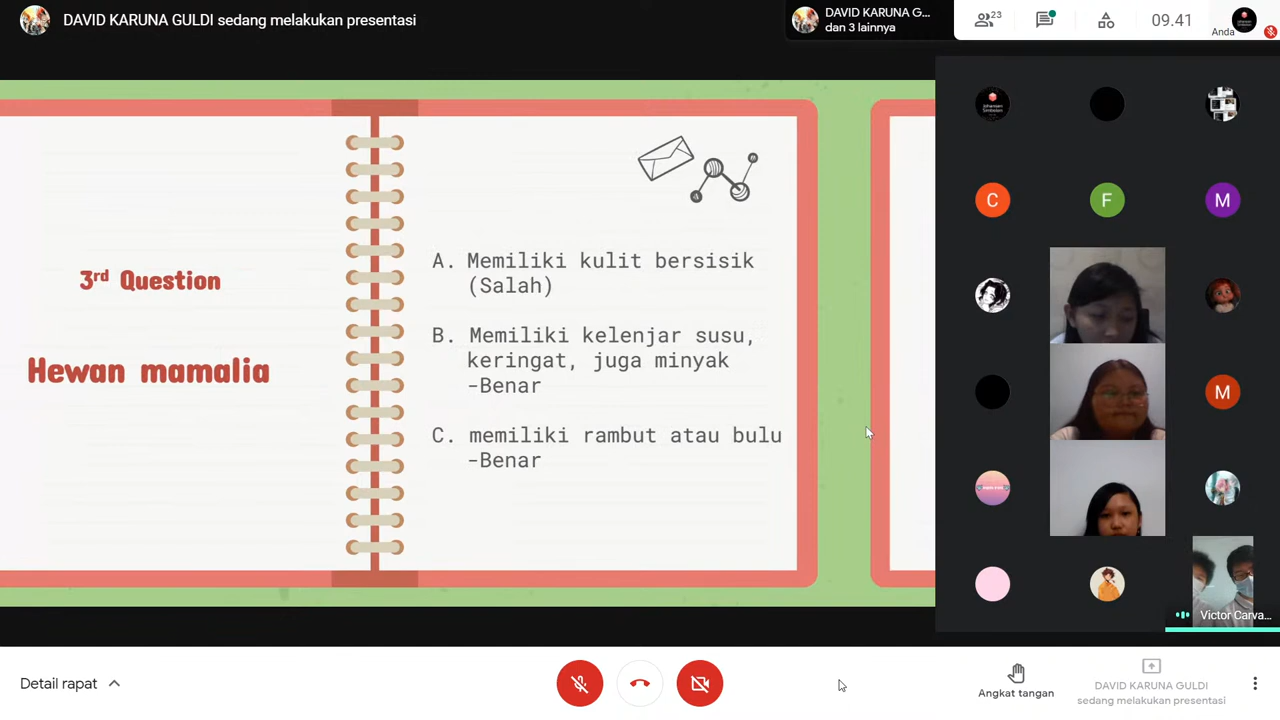 DAVID KARUNA GULDI sedang melakukan presentasi
DAVID KARUNA G...
dan 3 lainnya
23
09.41
Anda
3rd Question
Hewan mamalia
A. Memiliki kulit bersisik
(Salah)
B. Memiliki kelenjar susu,
keringat, juga minyak
-Benar
C. memiliki rambut atau bulu
-Benar
C
F
M
M
Victor Carva...
Detail rapat
Angkat tangan
DAVID KARUNA GULDI
sedang melakukan presentasi